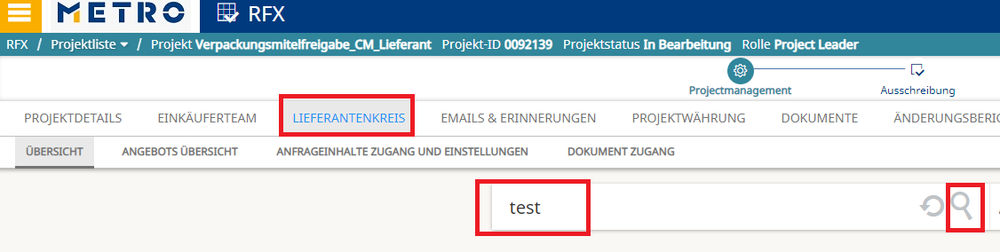 METRO RFX
RFX / Projektliste / Projekt Verpackungsmitelfreigabe_CM_Lieferant Projekt-ID 0092139 Projektstatus In Bearbeitung Rolle Project Leader
Projectmanagement Ausschreibung
PROJEKTDETAILS EINKÄUFERTEAM LIEFERANTENKREIS EMAILS & ERINNERUNGEN PROJEKTWÄHRUNG DOKUMENTE ÄNDERUNGSBERIC
ÜBERSICHT ANGEBOTS ÜBERSICHT ANFRAGEINHALTE ZUGANG UND EINSTELLUNGEN DOKUMENT ZUGANG
test